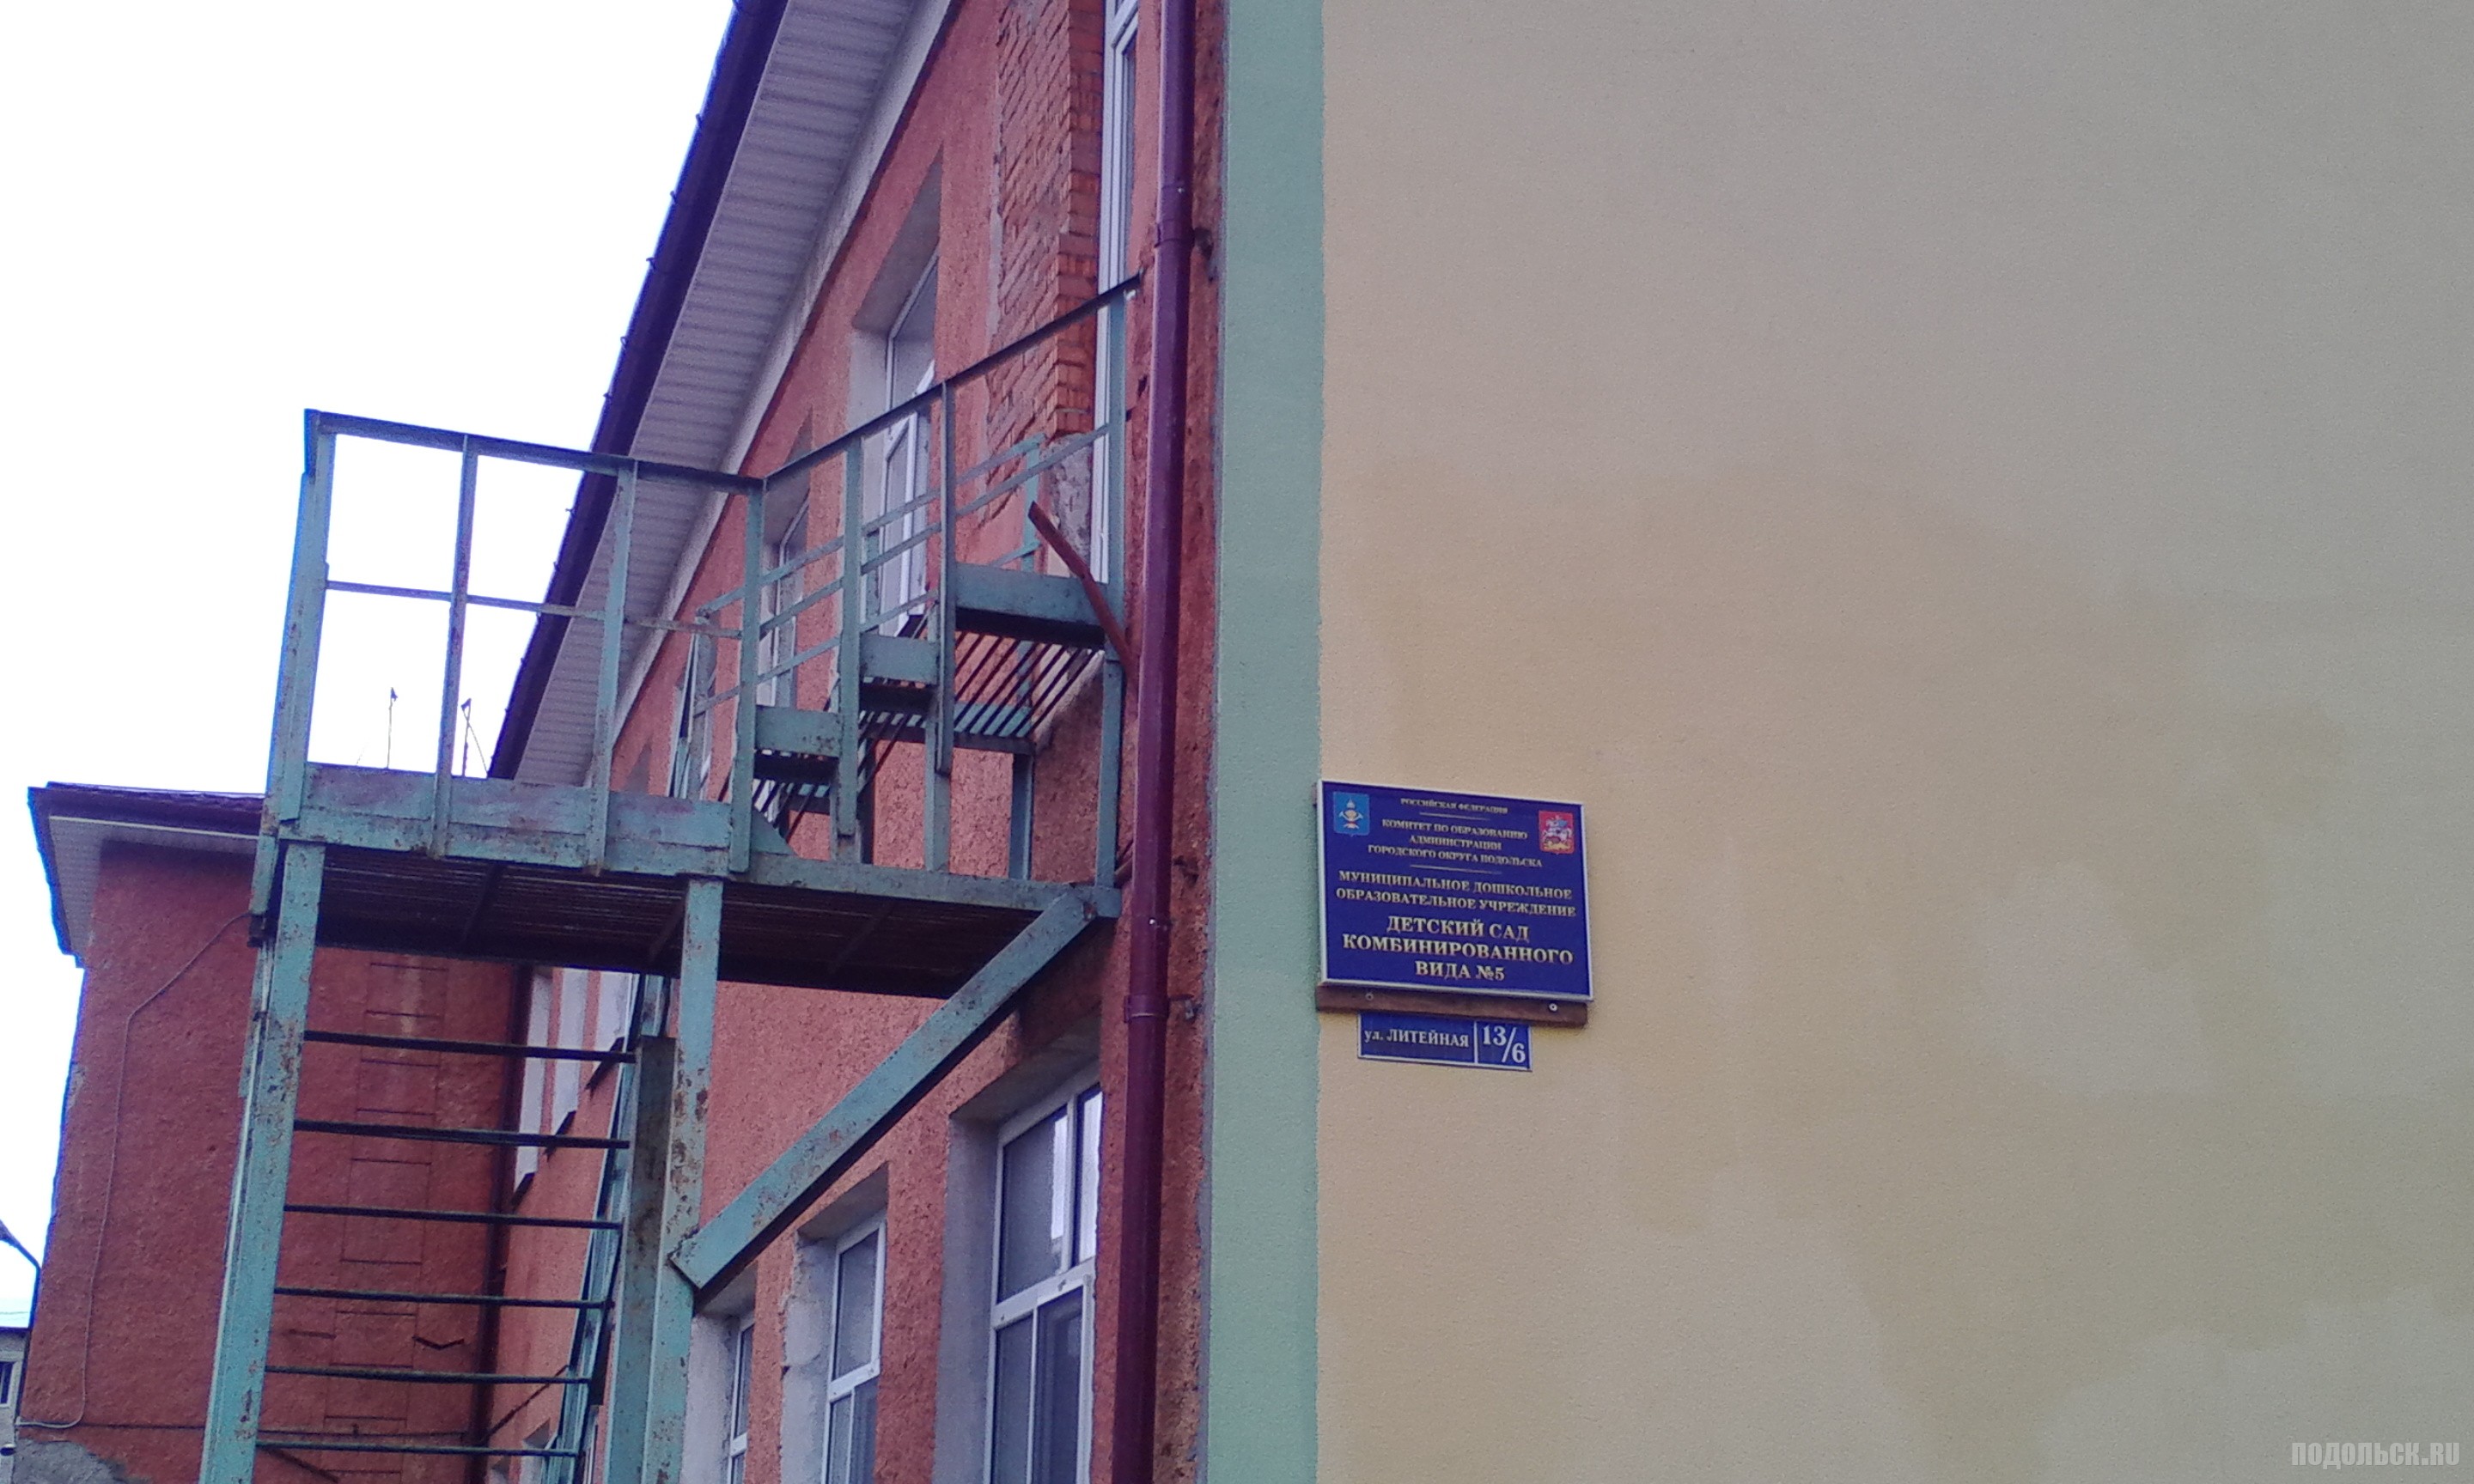 РОССИЙСКАЯ ФЕДЕРАЦИЯ
КОМИТЕТ ПО ОБРАЗОВАНИЮ
АДМИНИСТРАЦИИ
ГОРОДСКОГО ОКРУГА ПОДОЛЬСКА
МУНИЦИПАЛЬНОЕ ДОШКОЛЬНОЕ
ОБРАЗОВАТЕЛЬНОЕ УЧРЕЖДЕНИЕ
ДЕТСКИЙ САД
КОМБИНИРОВАННОГО
ВИДА №5
ул. ЛИТЕЙНАЯ 13/6
ПОДОЛЬСК.RU